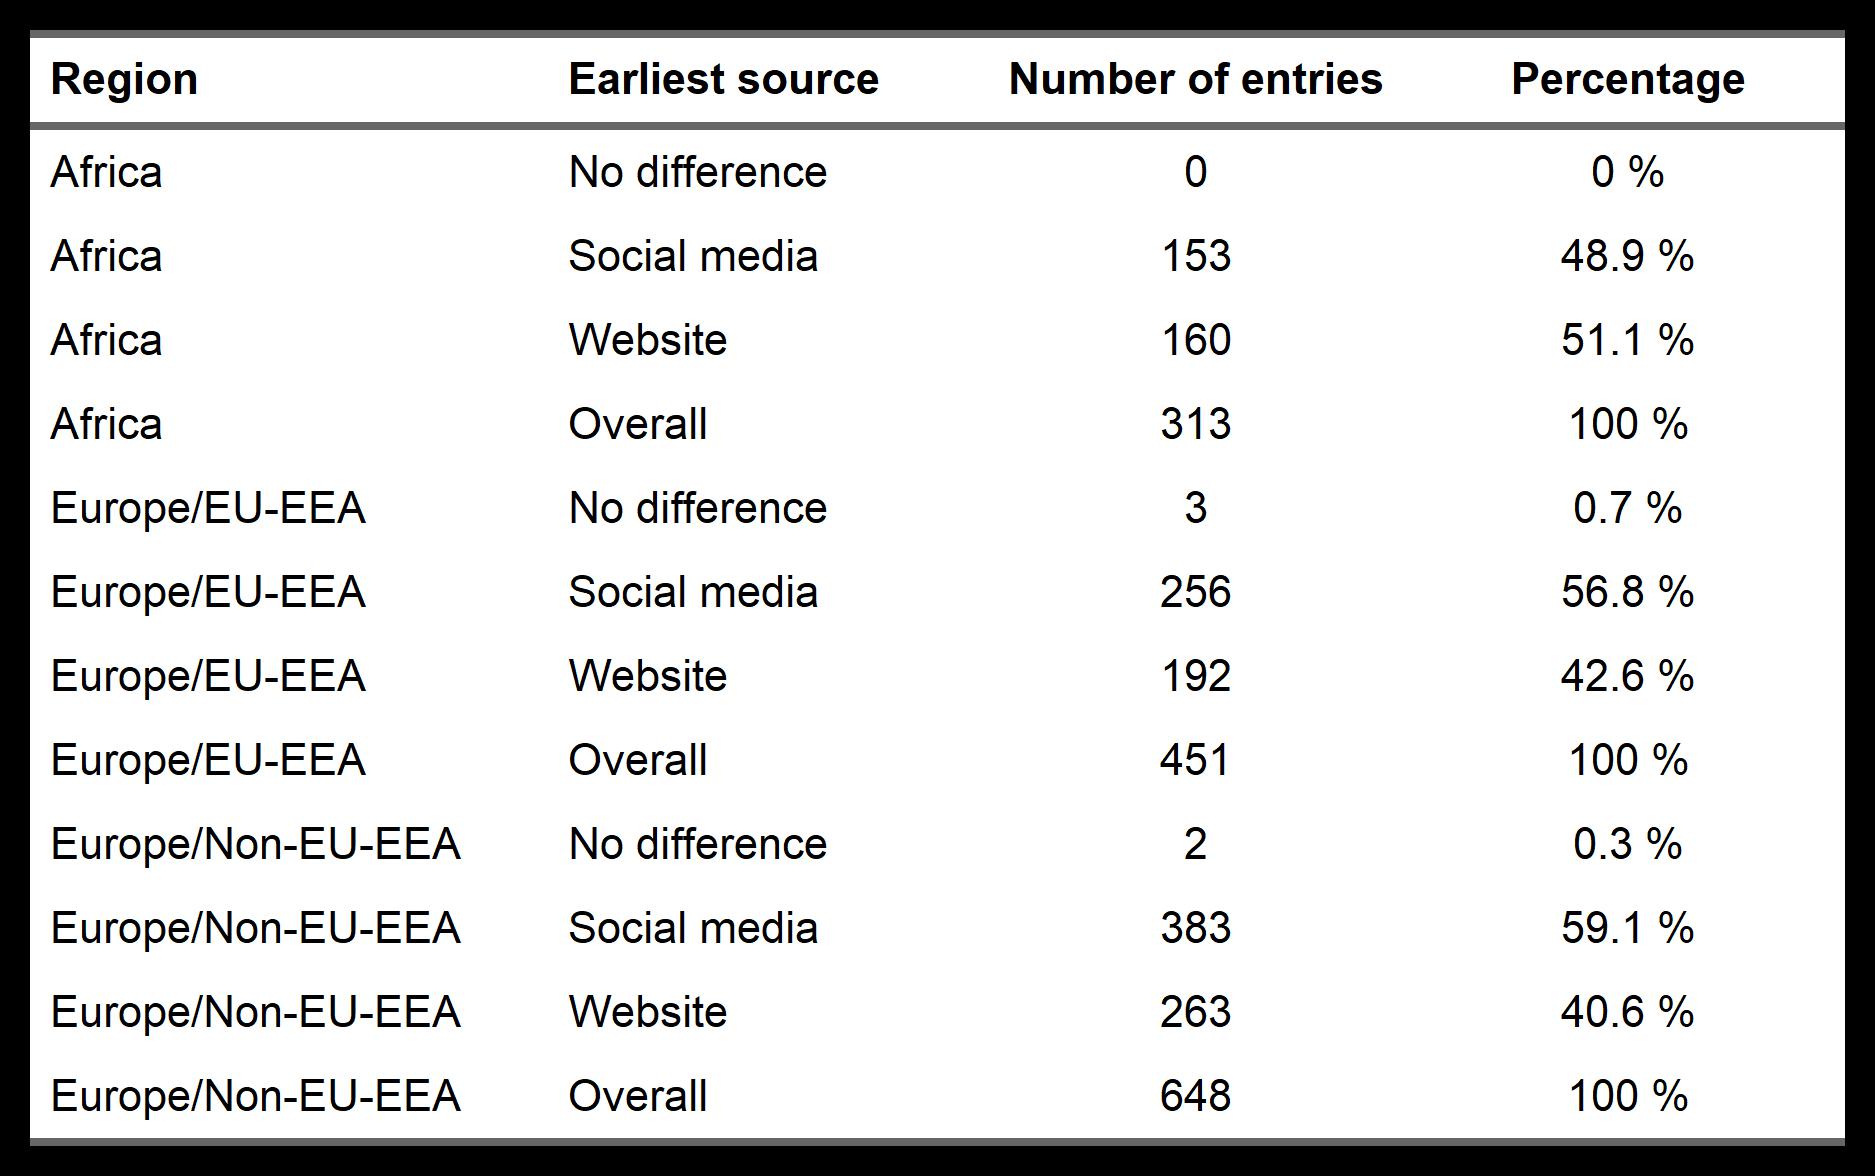 Region Earliest source Number of entries Percentage
Africa No difference 0 0 %
Africa Social media 153 48.9 %
Africa Website 160 51.1 %
Africa Overall 313 100 %
Europe/EU-EEA No difference 3 0.7 %
Europe/EU-EEA Social media 256 56.8 %
Europe/EU-EEA Website 192 42.6 %
Europe/EU-EEA Overall 451 100 %
Europe/Non-EU-EEA No difference 2 0.3 %
Europe/Non-EU-EEA Social media 383 59.1 %
Europe/Non-EU-EEA Website 263 40.6 %
Europe/Non-EU-EEA Overall 648 100 %